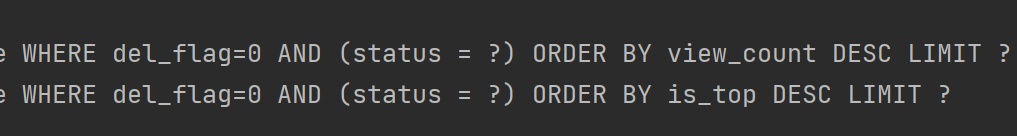 e WHERE del_flag=0 AND (status = ?) ORDER BY view_count DESC LIMIT ?
e WHERE del_flag=0 AND (status = ?) ORDER BY is_top DESC LIMIT ?